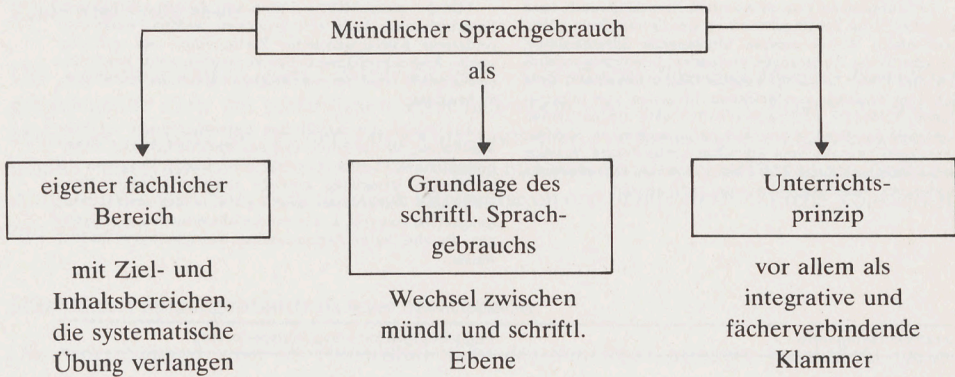 Mündlicher Sprachgebrauch
als
eigener fachlicher
Bereich
mit Ziel- und
Inhaltsbereichen,
die systematische
Übung verlangen
Grundlage des
schriftl. Sprach-
gebrauchs
Wechsel zwischen
mündl. und schriftl.
Ebene
Unterrichts-
prinzip
vor allem als
integrative und
fächerverbindende
Klammer